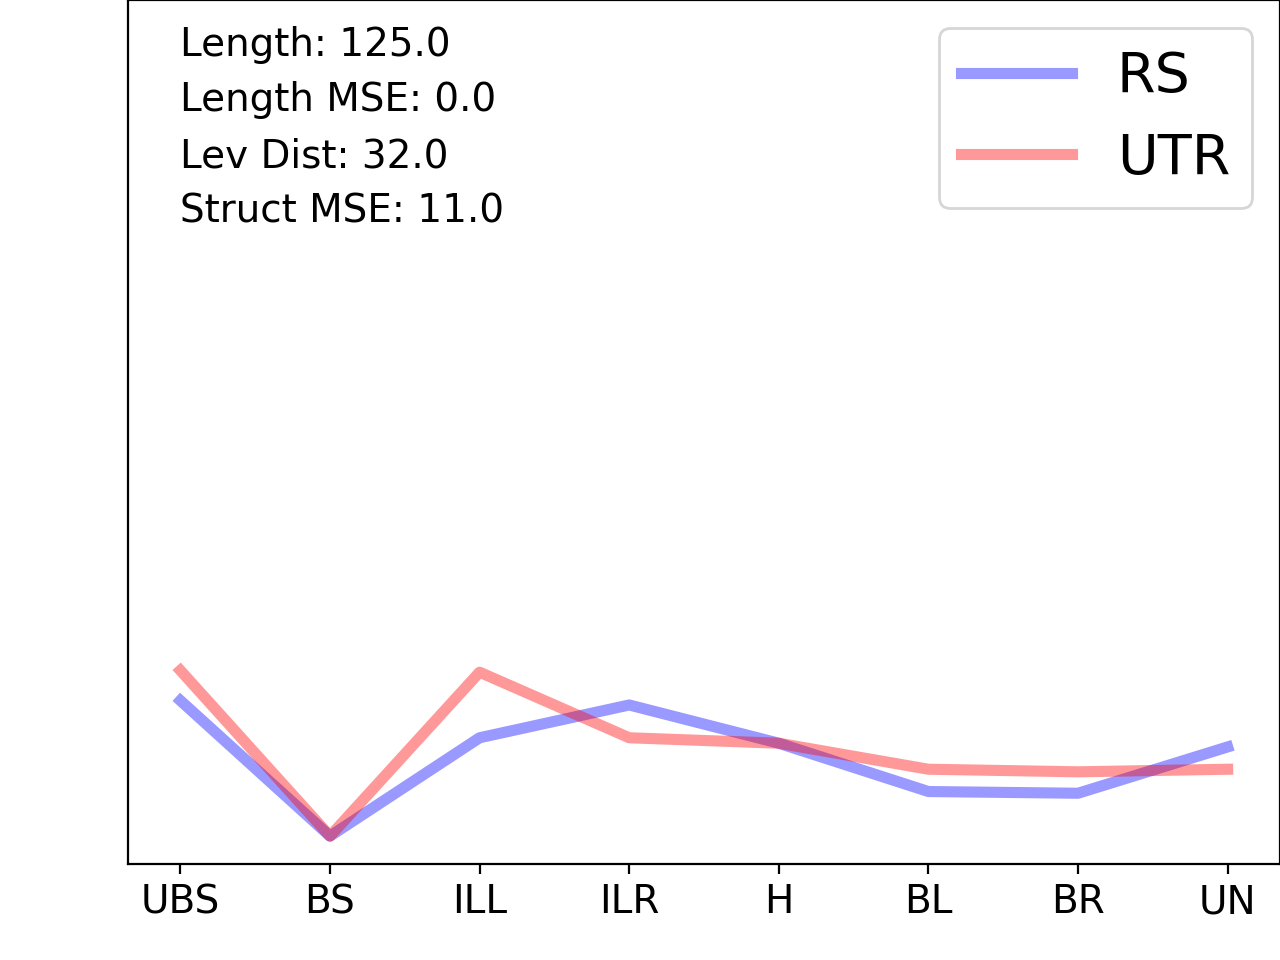 Length: 125.0
Length MSE: 0.0
Lev Dist: 32.0
Struct MSE: 11.0
RS
UTR
UBS BS ILL ILR H BL BR UN